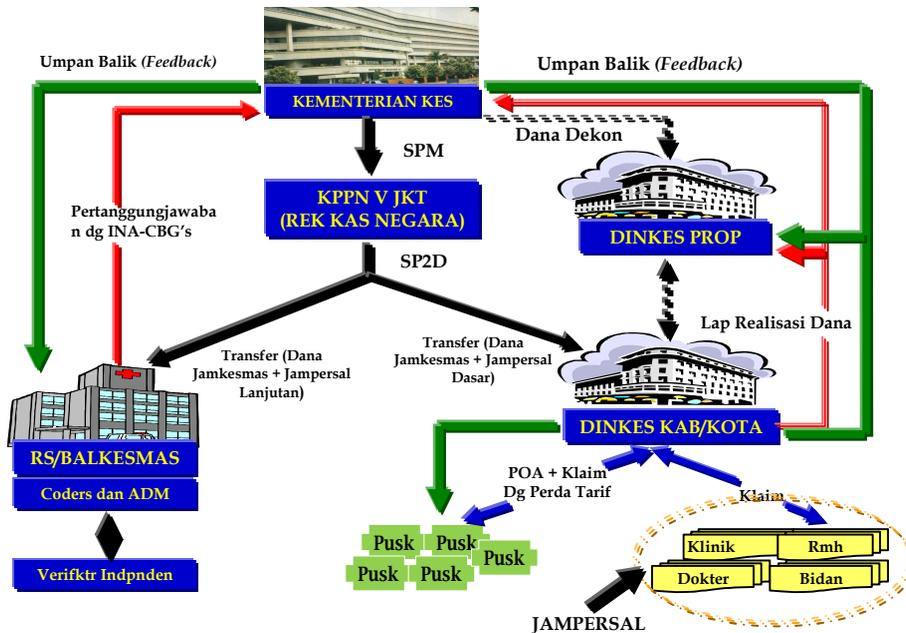 Umpan Balik (Feedback)
Umpan Balik (Feedback)
KEMENTERIAN KES
Dana Dekon
SPM
KPPN V JKT
(REK KAS NEGARA)
Pertanggungjawaba
n dg INA-CBG's
DINKES PROP
SP2D
Lap Realisasi Dana
Transfer (Dana
Jamkesmas + Jampersal
Lanjutan)
Transfer (Dana
Jamkesmas + Jampersal
Dasar)
DINKES KAB/KOTA
RS/BALKESMAS
Coders dan ADM
POA + Klaim
Dg Perda Tarif
Klaim
Verifktr Indpnden
Pusk
Pusk
Pusk
Pusk
Pusk
Klinik
Rmh
Dokter
Bidan
JAMPERSAL